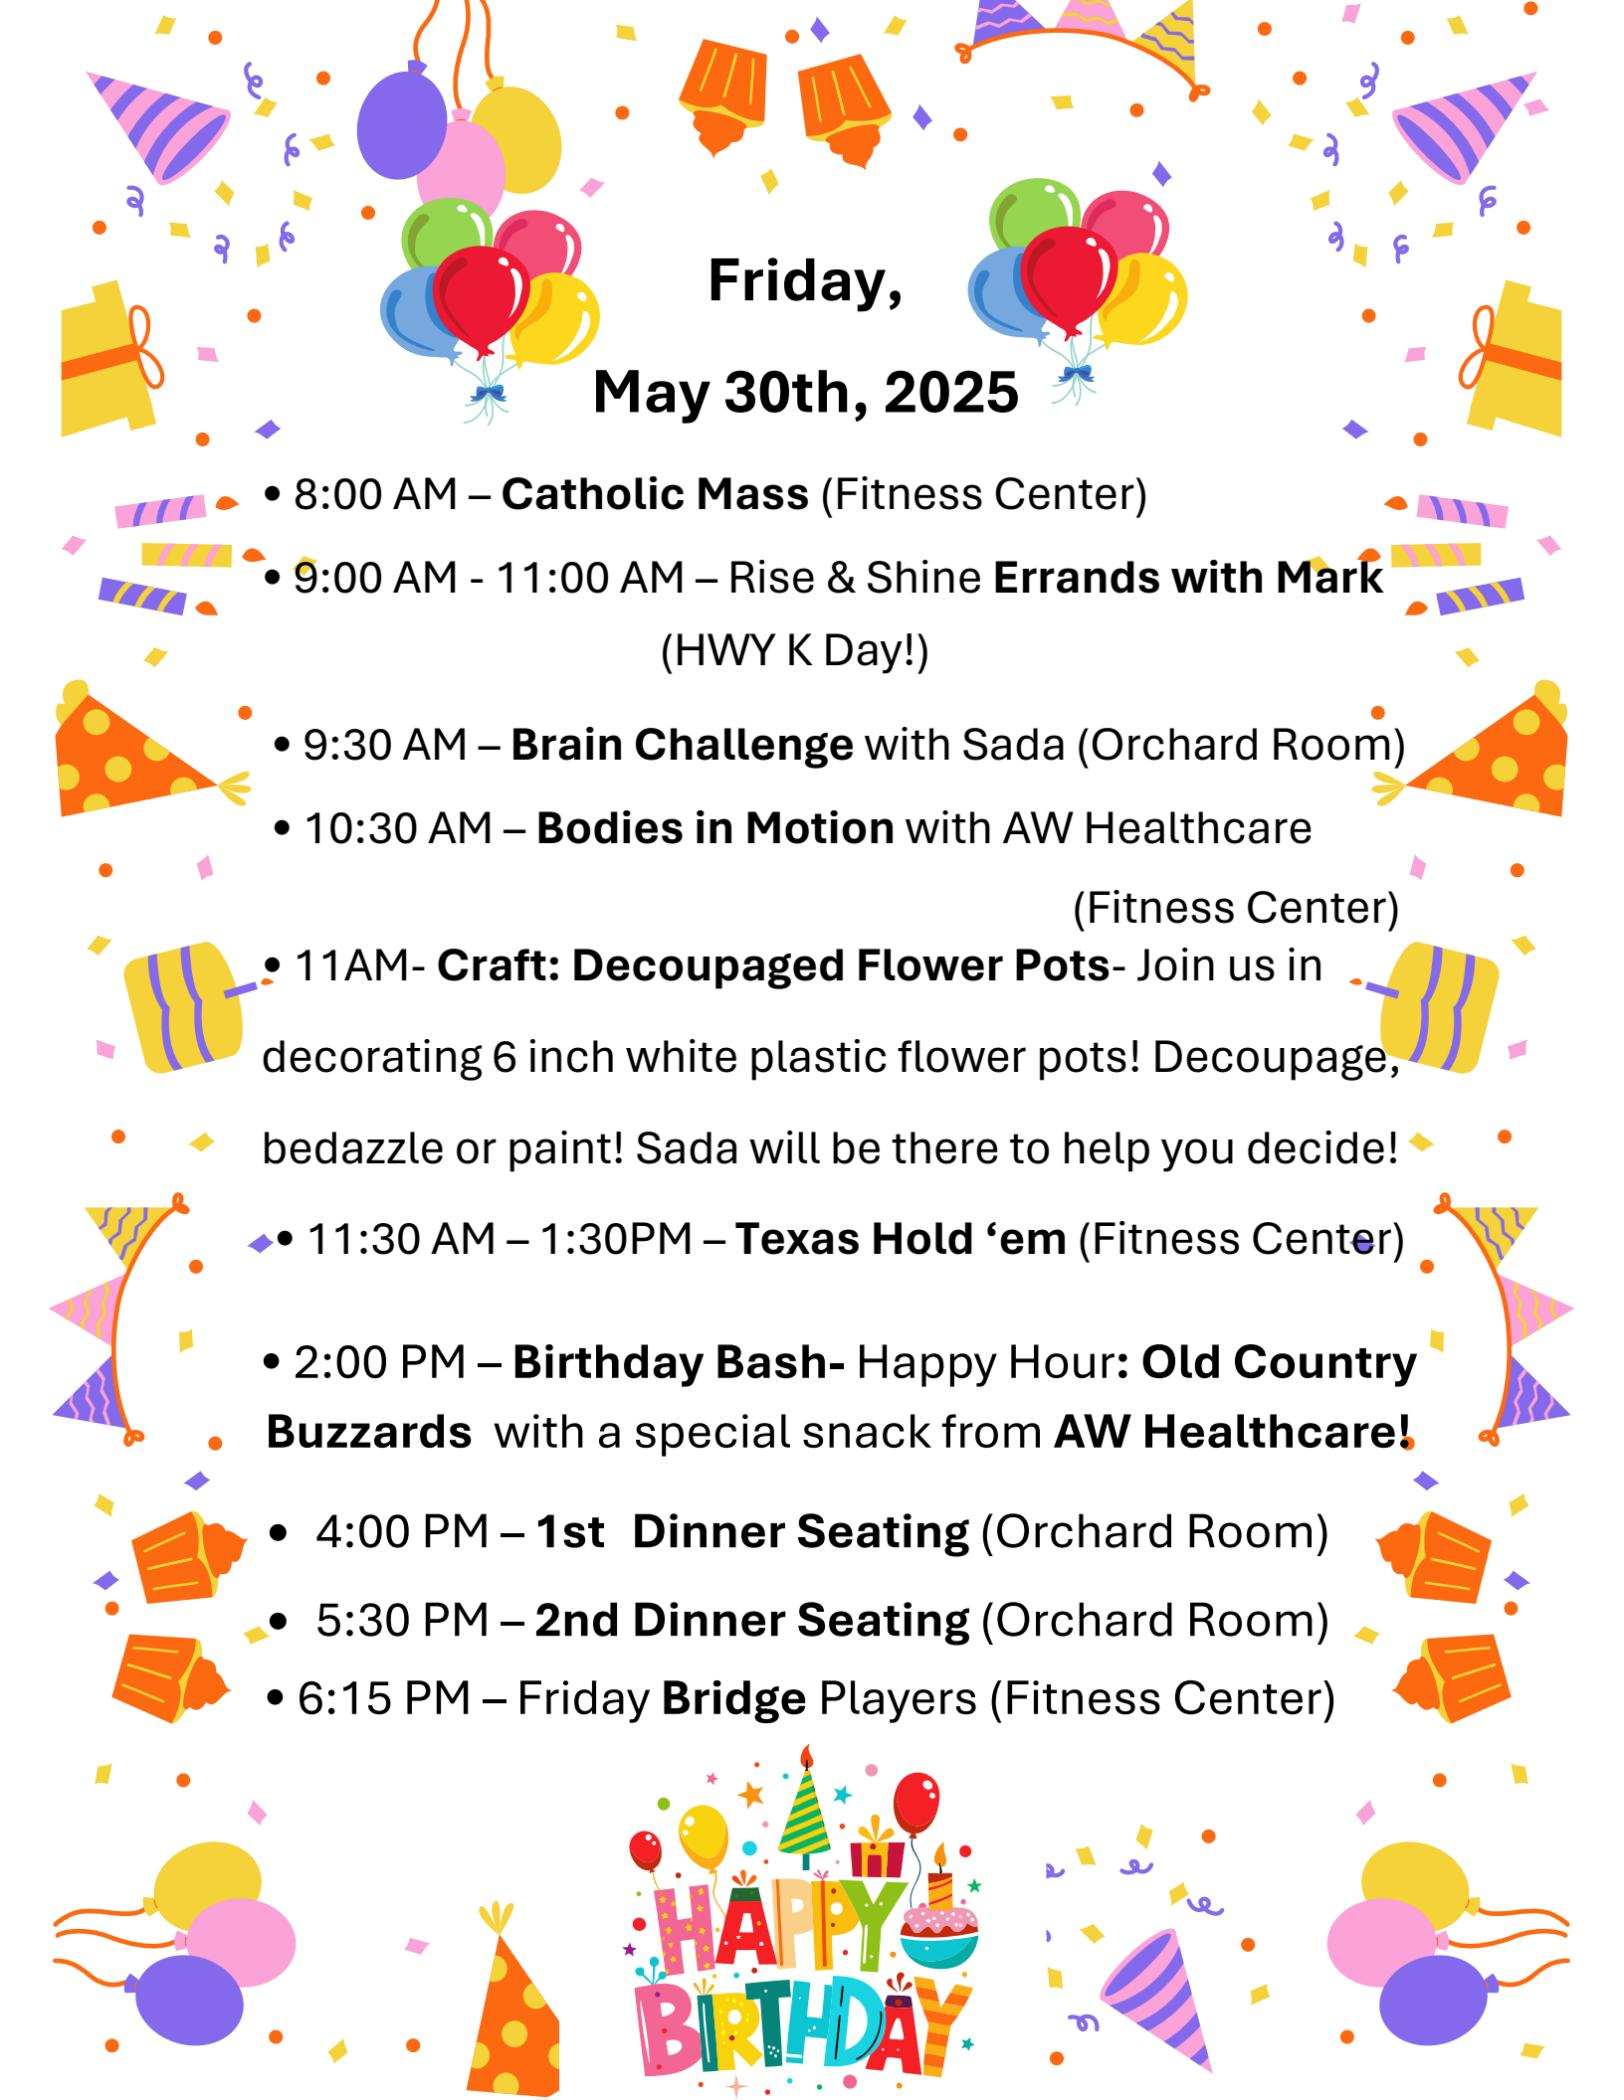 Friday,
May 30th, 2025
• 8:00 AM – Catholic Mass (Fitness Center)
• 9:00 AM - 11:00 AM – Rise & Shine Errands with Mark
(HWY K Day!)
• 9:30 AM – Brain Challenge with Sada (Orchard Room)
• 10:30 AM – Bodies in Motion with AW Healthcare
(Fitness Center)
• 11AM- Craft: Decoupaged Flower Pots- Join us in
decorating 6 inch white plastic flower pots! Decoupage,
bedazzle or paint! Sada will be there to help you decide!
• 11:30 AM – 1:30PM – Texas Hold ‘em (Fitness Center)
• 2:00 PM – Birthday Bash- Happy Hour: Old Country
Buzzards with a special snack from AW Healthcare!
• 4:00 PM – 1st Dinner Seating (Orchard Room)
• 5:30 PM – 2nd Dinner Seating (Orchard Room)
• 6:15 PM – Friday Bridge Players (Fitness Center)
HAPPY
BIRTHDAY